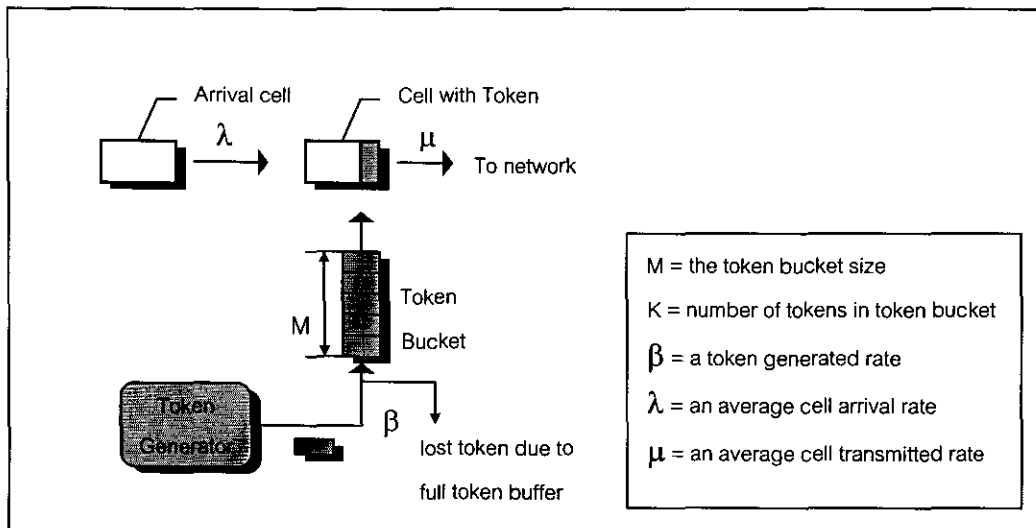 Arrival cell
Cell with Token
λ
μ
To network
M
Token
Bucket
Token
Generator
β
lost token due to
full token buffer
M = the token bucket size
K = number of tokens in token bucket
β = a token generated rate
λ = an average cell arrival rate
μ = an average cell transmitted rate